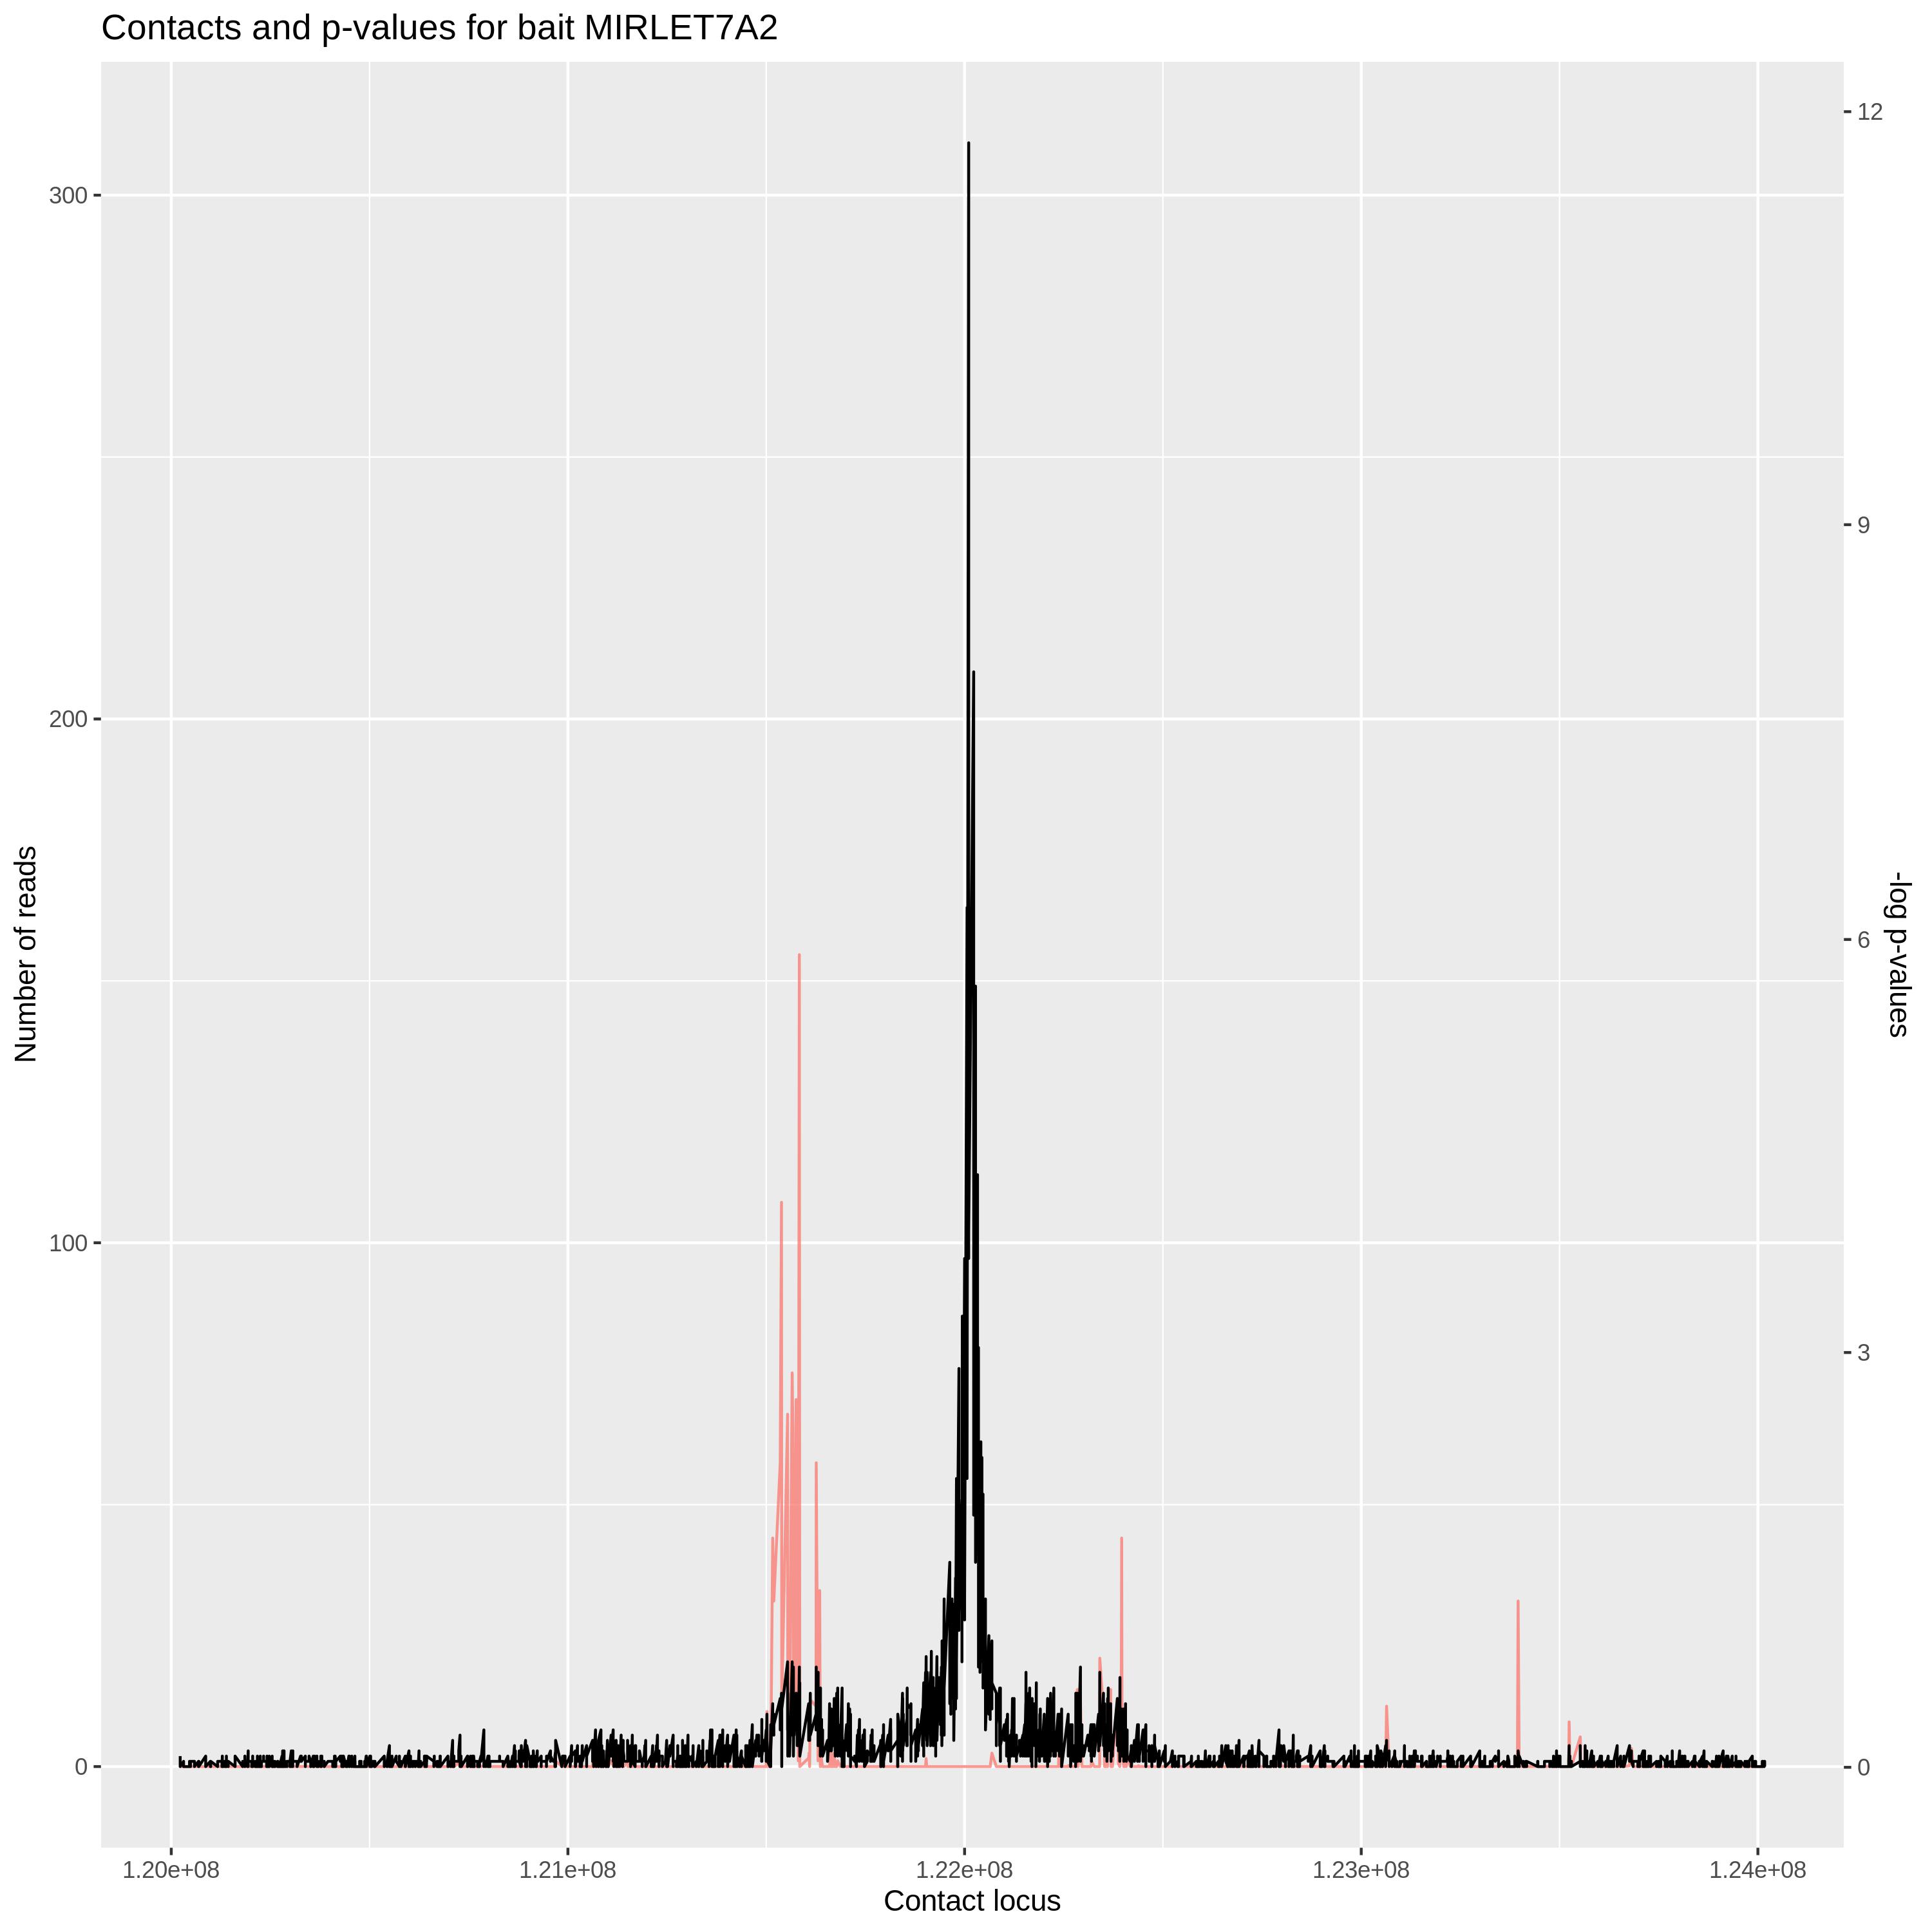 Contacts and p-values for bait MIRLET7A2
300
200
100
0
Number of reads
12
9
6
3
0
-log p-values
1.20e+08 1.21e+08 1.22e+08 1.23e+08 1.24e+08
Contact locus